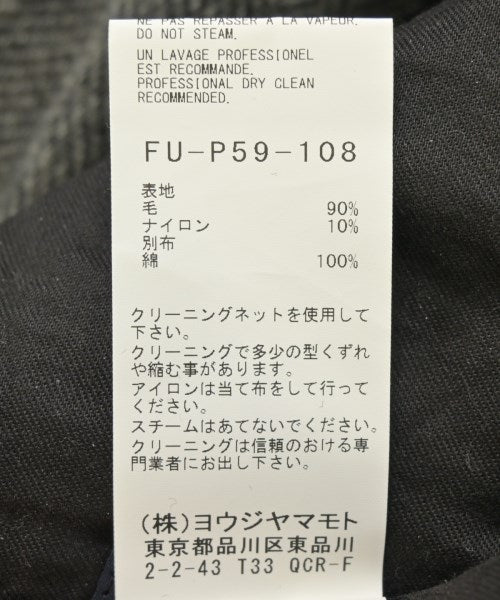 NE PAS REPASSER A LA VAPEUR.
DO NOT STEAM.
UN LAVAGE PROFESSIONEL
EST RECOMMANDE.
PROFESSIONAL DRY CLEAN
RECOMMENDED.
FU-P59-108
表地
毛 90%
ナイロン 10%
別布
綿 100%
クリーニングネットを使用して
下さい。
クリーニングで多少の型くずれ
や縮む事があります。
アイロンは当て布をして行って
ください。
スチームはあてないでください。
クリーニングは信頼のおける専
門業者にお出し下さい。
(株)ヨウジヤマモト
東京都品川区東品川
2-2-43 T33 QCR-F